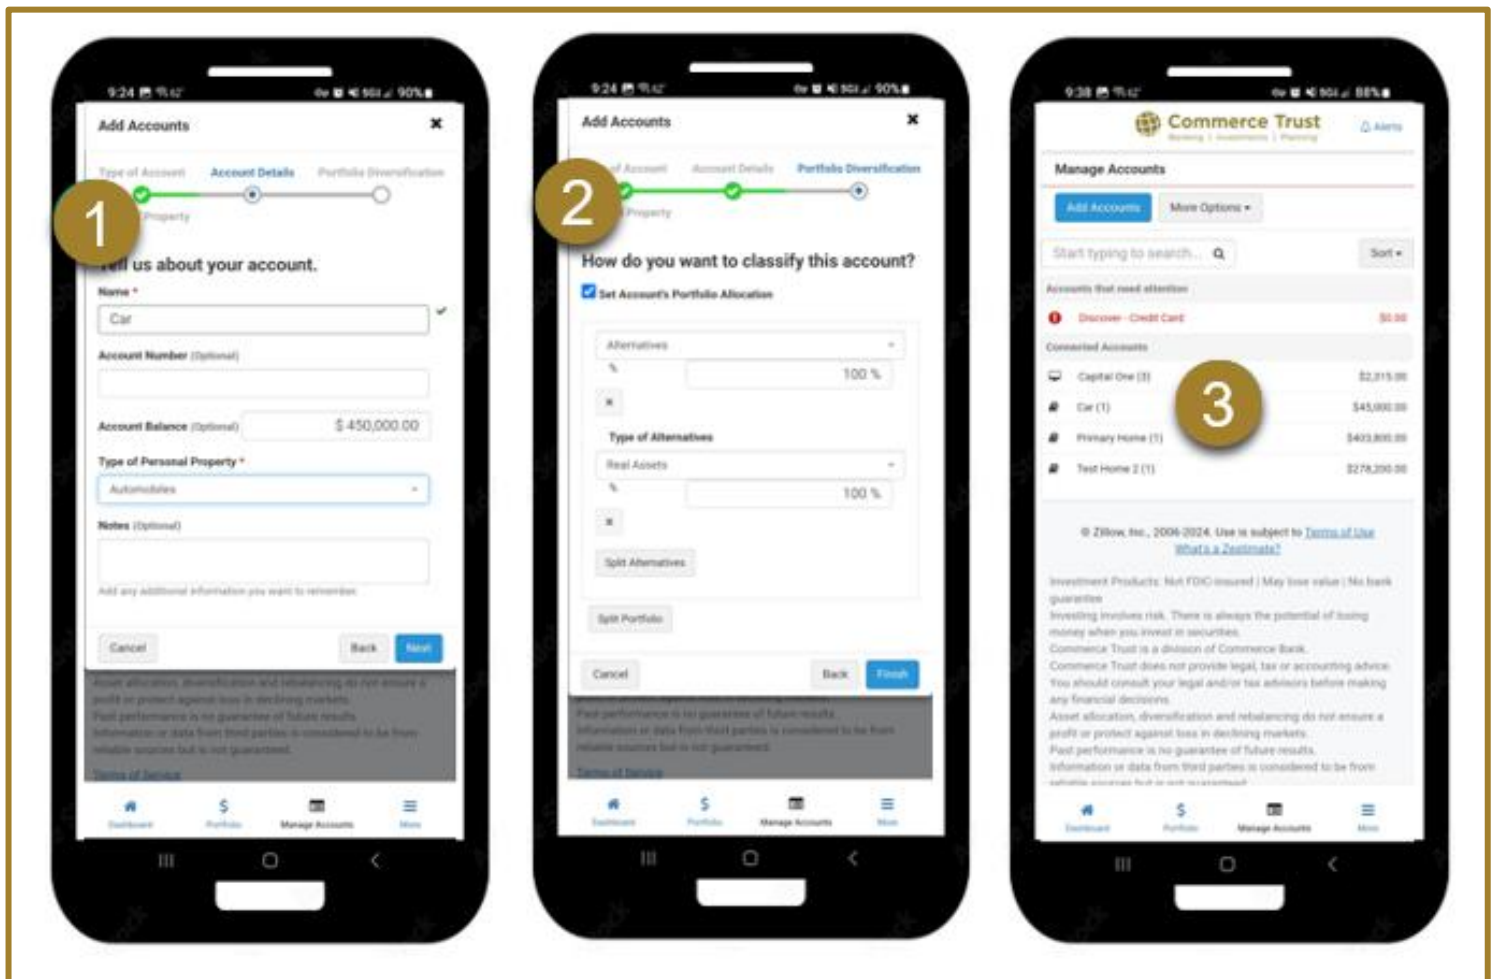 9:24
90%
Add Accounts
Type of Account Account Details Portfolio Diversification
1
Property
Tell us about your account.
Name *
Car
Account Number (Optional)
Account Balance (Optional) $ 450,000.00
Type of Personal Property *
Automobiles
Notes (Optional)
Add any additional information you want to remember.
Cancel Back Next
Asset allocation, diversification and rebalancing do not ensure a
profit or protect against loss in declining markets.
Past performance is no guarantee of future results.
Information or data from third parties is considered to be from
reliable sources but is not guaranteed.
Terms of Service
Dashboard Portfolio Manage Accounts More
9:24
90%
Add Accounts
of Account Account Details Portfolio Diversification
2
Property
How do you want to classify this account?
Set Account's Portfolio Allocation
Alternatives
% 100 %
Type of Alternatives
Real Assets
% 100 %
Split Alternatives
Split Portfolio
Cancel Back Finish
Past performance is no guarantee of future results.
Information or data from third parties is considered to be from
reliable sources but is not guaranteed.
Terms of Service
Dashboard Portfolio Manage Accounts More
9:38
88%
Commerce Trust
Banking | Investments | Planning
Alerts
Manage Accounts
Add Accounts More Options
Start typing to search... Sort
Accounts that need attention
Discover - Credit Card $0.00
Connected Accounts
Capital One (3) $2,015.00
Car (1) $45,000.00
3
Primary Home (1) $403,800.00
Test Home 2 (1) $278,200.00
© Zillow, Inc., 2006-2024. Use is subject to Terms of Use
What's a Zestimate?
Investment Products: Not FDIC-insured | May lose value | No bank
guarantee
Investing involves risk. There is always the potential of losing
money when you invest in securities.
Commerce Trust is a division of Commerce Bank.
Commerce Trust does not provide legal, tax or accounting advice.
You should consult your legal and/or tax advisors before making
any financial decisions.
Asset allocation, diversification and rebalancing do not ensure a
profit or protect against loss in declining markets.
Past performance is no guarantee of future results.
Information or data from third parties is considered to be from
reliable sources but is not guaranteed.
Dashboard Portfolio Manage Accounts More